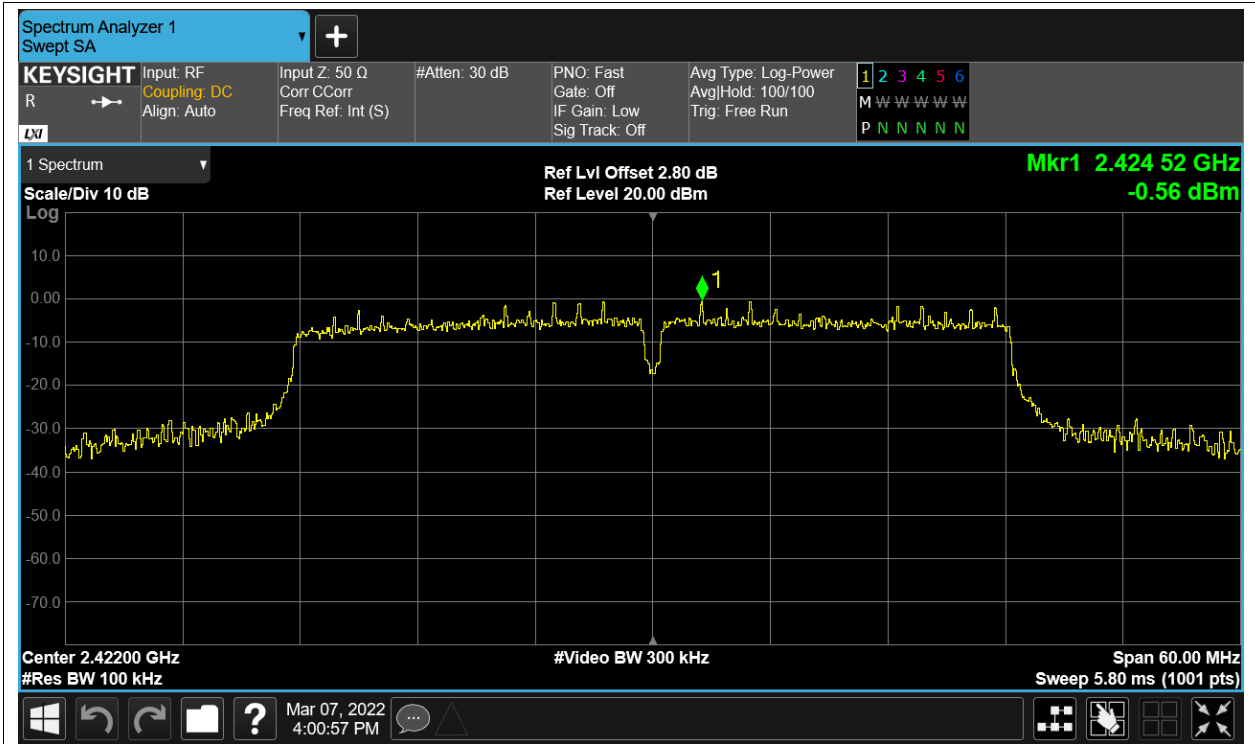 Spectrum Analyzer 1
Swept SA
KEYSIGHT
R
LXI
Input: RF
Coupling: DC
Align: Auto
Input Z: 50 Ω
Corr CCorr
Freq Ref: Int (S)
#Atten: 30 dB
PNO: Fast
Gate: Off
IF Gain: Low
Sig Track: Off
Avg Type: Log-Power
Avg|Hold: 100/100
Trig: Free Run
1 2 3 4 5 6
M W W W W W
P N N N N N
1 Spectrum
Scale/Div 10 dB
Ref Lvl Offset 2.80 dB
Ref Level 20.00 dBm
Mkr1 2.424 52 GHz
-0.56 dBm
Log
10.0
0.00
-10.0
-20.0
-30.0
-40.0
-50.0
-60.0
-70.0
1
Center 2.42200 GHz
#Res BW 100 kHz
#Video BW 300 kHz
Span 60.00 MHz
Sweep 5.80 ms (1001 pts)
?
Mar 07, 2022
4:00:57 PM